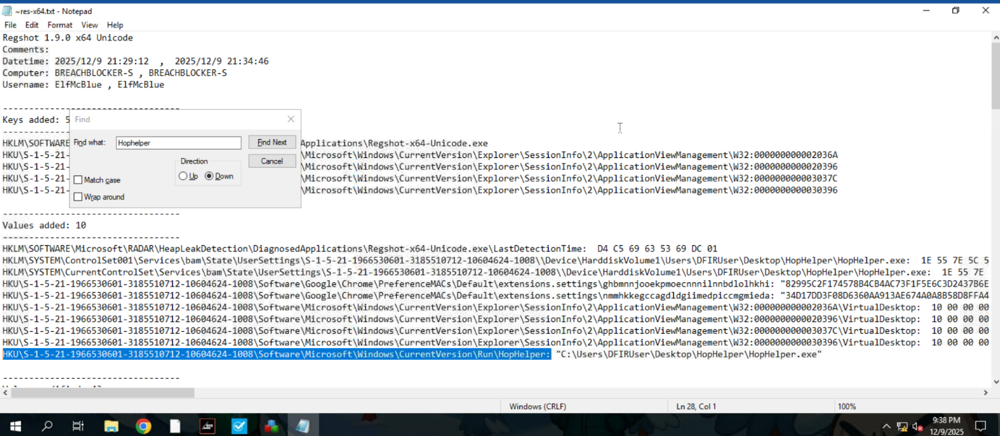 ~res-x64.txt - Notepad
File Edit Format View Help
Regshot 1.9.0 x64 Unicode
Comments:
Datetime: 2025/12/9 21:29:12 , 2025/12/9 21:34:46
Computer: BREACHBLOCKER-S , BREACHBLOCKER-S
Username: ElfMcBlue , ElfMcBlue
----------------------------------
Keys added: 5
----------------------------------
HKLM\SOFTWARE Applications\Regshot-x64-Unicode.exe
HKU\S-1-5-21- \Microsoft\Windows\CurrentVersion\Explorer\SessionInfo\2\ApplicationViewManagement\W32:000000000002036A
HKU\S-1-5-21- \Microsoft\Windows\CurrentVersion\Explorer\SessionInfo\2\ApplicationViewManagement\W32:0000000000020396
HKU\S-1-5-21- \Microsoft\Windows\CurrentVersion\Explorer\SessionInfo\2\ApplicationViewManagement\W32:000000000003037C
HKU\S-1-5-21- \Microsoft\Windows\CurrentVersion\Explorer\SessionInfo\2\ApplicationViewManagement\W32:0000000000030396
Find
Find what: Hophelper Find Next
Direction Cancel
Up Down
Match case
Wrap around
----------------------------------
Values added: 10
----------------------------------
HKLM\SOFTWARE\Microsoft\RADAR\HeapLeakDetection\DiagnosedApplications\Regshot-x64-Unicode.exe\LastDetectionTime: D4 C5 69 63 53 69 DC 01
HKLM\SYSTEM\ControlSet001\Services\bam\State\UserSettings\S-1-5-21-1966530601-3185510712-10604624-1008\\Device\HarddiskVolume1\Users\DFIRUser\Desktop\HopHelper\HopHelper.exe: 1E 55 7E 5C 5
HKLM\SYSTEM\CurrentControlSet\Services\bam\State\UserSettings\S-1-5-21-1966530601-3185510712-10604624-1008\\Device\HarddiskVolume1\Users\DFIRUser\Desktop\HopHelper\HopHelper.exe: 1E 55 7E
HKU\S-1-5-21-1966530601-3185510712-10604624-1008\Software\Google\Chrome\PreferenceMACs\Default\extensions.settings\ghbmnnjooekpmoecnnnilnnbdlolhkhi: "82995C2F174578B4CB4AC73F1F5E6C3D2437B6E
HKU\S-1-5-21-1966530601-3185510712-10604624-1008\Software\Google\Chrome\PreferenceMACs\Default\extensions.settings\nmmhkkegccagdldgiimedpiccmgmieda: "34D17DD3F08D6360AA913AE674A0A8B58D8FFA4
HKU\S-1-5-21-1966530601-3185510712-10604624-1008\Software\Microsoft\Windows\CurrentVersion\Explorer\SessionInfo\2\ApplicationViewManagement\W32:000000000002036A\VirtualDesktop: 10 00 00 00
HKU\S-1-5-21-1966530601-3185510712-10604624-1008\Software\Microsoft\Windows\CurrentVersion\Explorer\SessionInfo\2\ApplicationViewManagement\W32:0000000000020396\VirtualDesktop: 10 00 00 00
HKU\S-1-5-21-1966530601-3185510712-10604624-1008\Software\Microsoft\Windows\CurrentVersion\Explorer\SessionInfo\2\ApplicationViewManagement\W32:000000000003037C\VirtualDesktop: 10 00 00 00
HKU\S-1-5-21-1966530601-3185510712-10604624-1008\Software\Microsoft\Windows\CurrentVersion\Explorer\SessionInfo\2\ApplicationViewManagement\W32:0000000000030396\VirtualDesktop: 10 00 00 00
HKU\S-1-5-21-1966530601-3185510712-10604624-1008\Software\Microsoft\Windows\CurrentVersion\Run\HopHelper: "C:\Users\DFIRUser\Desktop\HopHelper\HopHelper.exe"
----------------------------------
Windows (CRLF) Ln 28, Col 1 100%
9:38 PM
12/9/2025